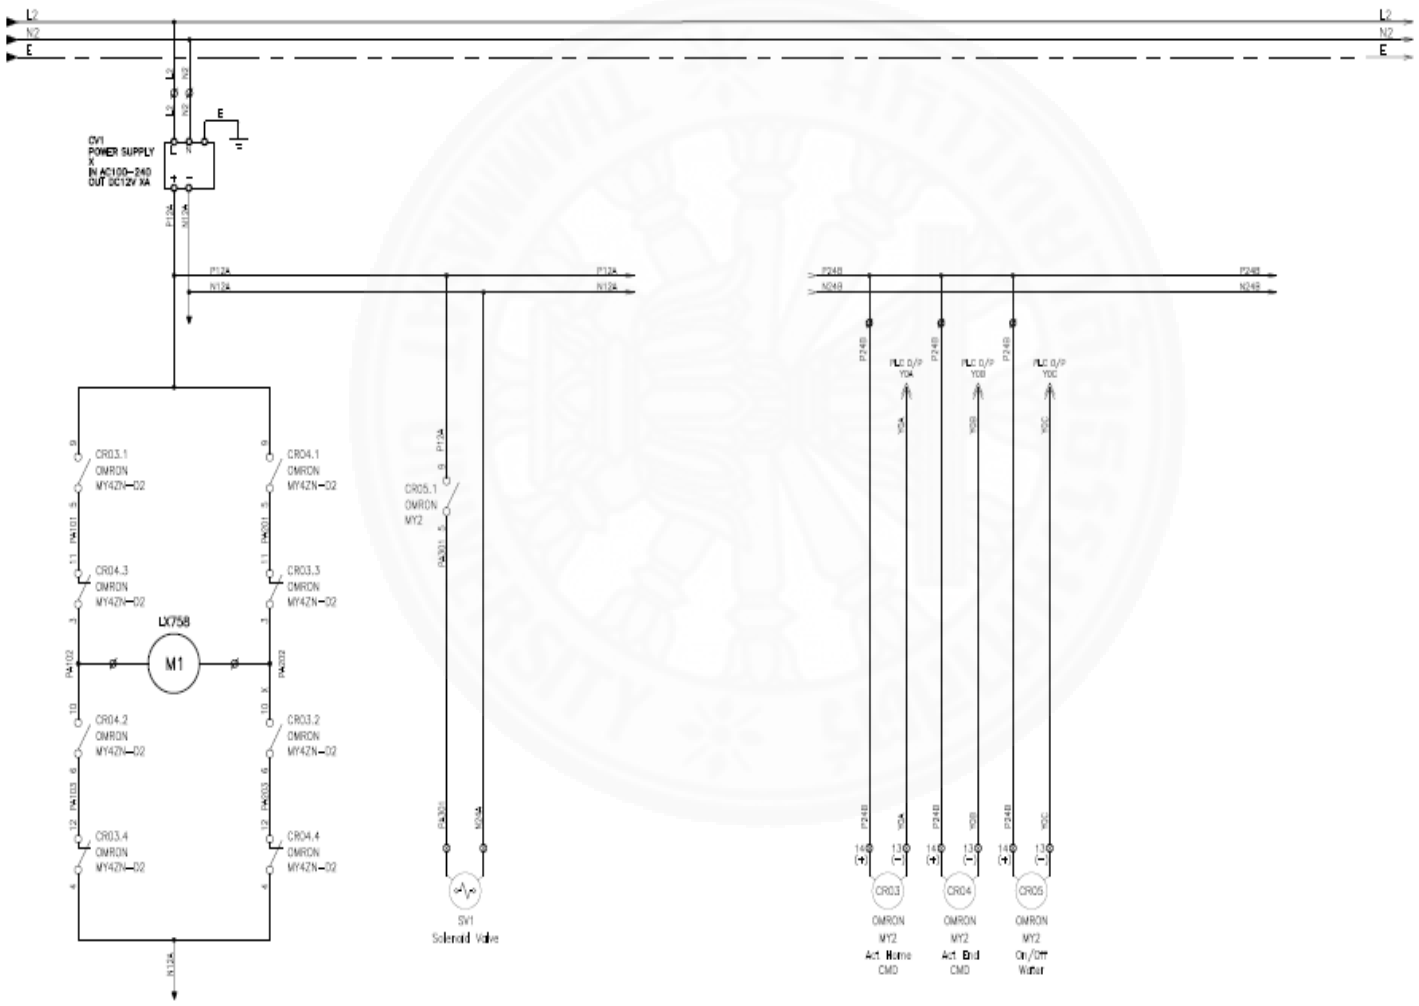 L2
L2
N2
N2
E
E
L2
N2
L2
N2
E
CV1
POWER SUPPLY
X
IN AC100-240
OUT DC12V XA
L
N
+
-
P12A
N12A
P12A
P12A
N12A
N12A
P24B
P24B
N24B
N24B
P24B
P24B
P24B
PLC O/P
Y0A
PLC O/P
Y0B
PLC O/P
Y0C
Y0A
Y0B
Y0C
9
CR03.1
OMRON
MY4ZN-D2
5
PA101
9
CR04.1
OMRON
MY4ZN-D2
5
PA201
P12A
9
CR05.1
OMRON
MY2
5
PA301
11
CR04.3
OMRON
MY4ZN-D2
3
11
CR03.3
OMRON
MY4ZN-D2
3
LX758
M1
PA102
PA202
10
CR04.2
OMRON
MY4ZN-D2
6
PA103
X
10
CR03.2
OMRON
MY4ZN-D2
6
PA203
12
CR03.4
OMRON
MY4ZN-D2
4
12
CR04.4
OMRON
MY4ZN-D2
4
N12A
PA301
N24A
SV1
Solenoid Valve
P24B
Y0A
P24B
Y0B
P24B
Y0C
14
(+)
13
(-)
14
(+)
13
(-)
14
(+)
13
(-)
CR03
CR04
CR05
OMRON
MY2
Act Home
CMD
OMRON
MY2
Act End
CMD
OMRON
MY2
On/Off
Water
THAMMASAT UNIVERSITY